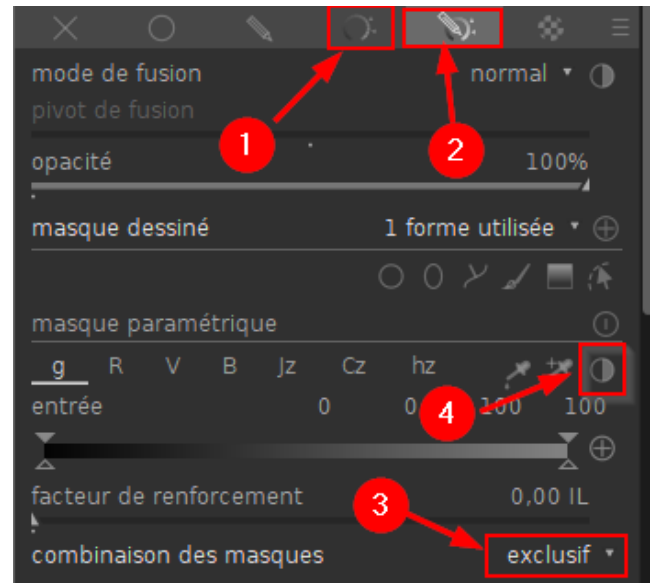 mode de fusion normal
pivot de fusion
1
2
opacité 100%
masque dessiné 1 forme utilisée
masque paramétrique
g R V B Jz Cz hz
entrée 0 0 100 100
4
facteur de renforcement 0,00 IL
3
combinaison des masques exclusif